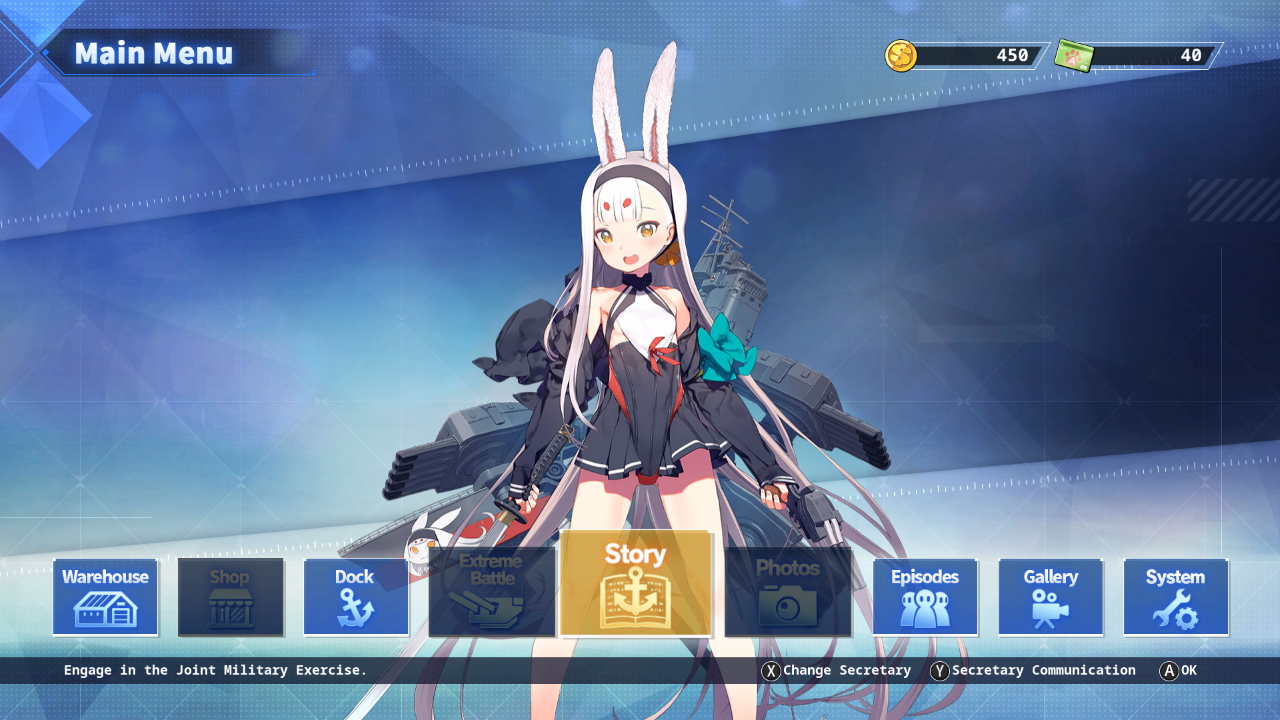 Main Menu
450
40
Warehouse
Shop
Dock
Extreme
Battle
Story
Photos
Episodes
Gallery
System
Engage in the Joint Military Exercise.
X Change Secretary
Y Secretary Communication
A OK